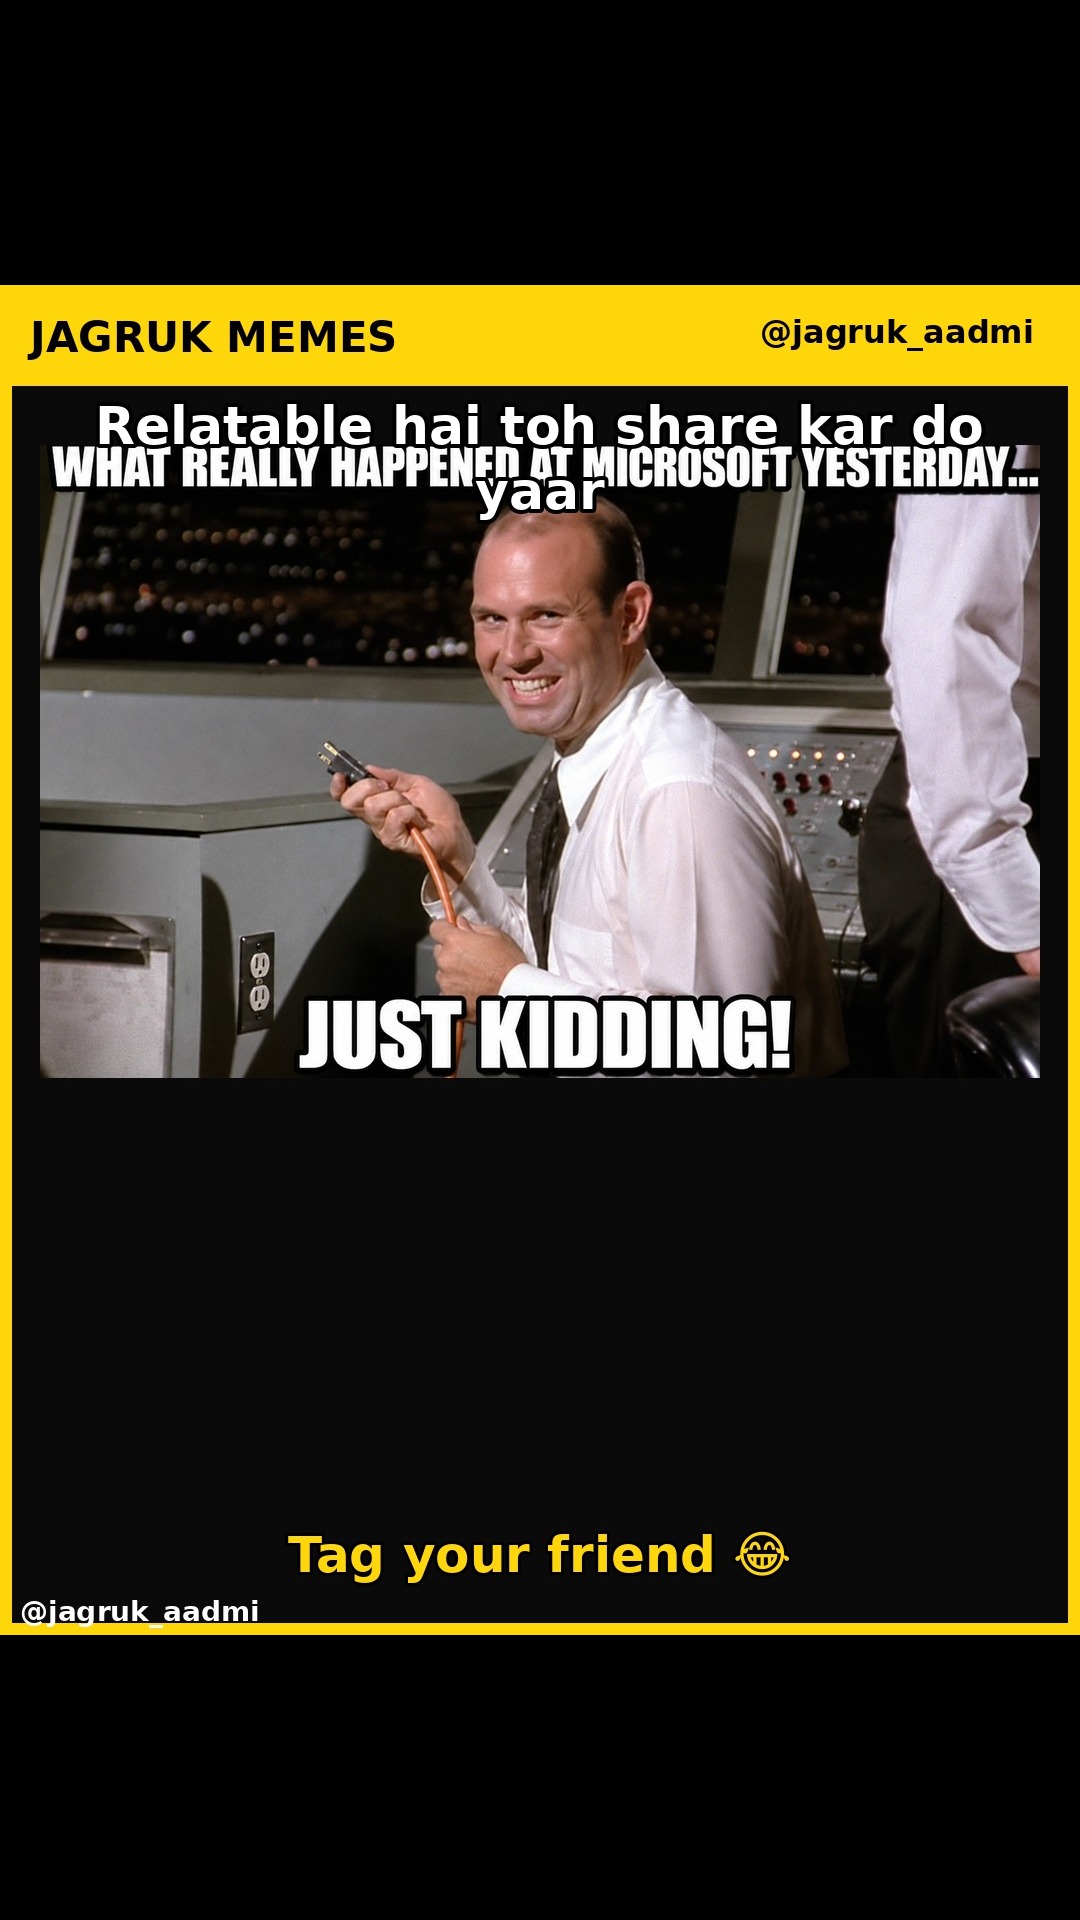 JAGRUK MEMES
@jagruk_aadmi
Relatable hai toh share kar do
yaar
WHAT REALLY HAPPENED AT MICROSOFT YESTERDAY...
JUST KIDDING!
Tag your friend 😂
@jagruk_aadmi